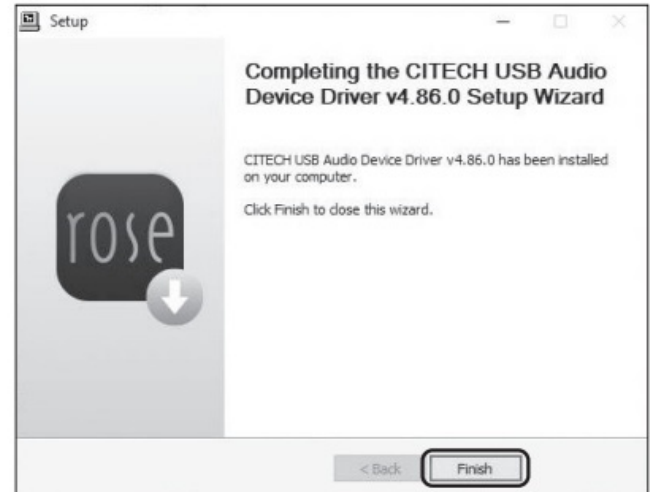 Setup
Completing the CITECH USB Audio
Device Driver v4.86.0 Setup Wizard
CITECH USB Audio Device Driver v4.86.0 has been installed
on your computer.
Click Finish to close this wizard.
rose
< Back
Finish